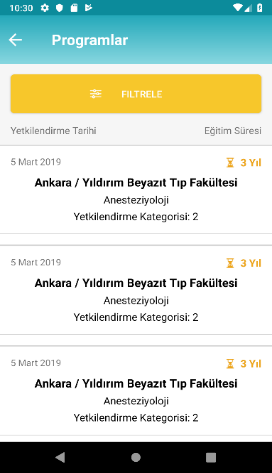 10:30
Programlar
FILTRELE
Yetkilendirme Tarihi Eğitim Süresi
5 Mart 2019 3 Yıl
Ankara / Yıldırım Beyazıt Tıp Fakültesi
Anesteziyoloji
Yetkilendirme Kategorisi: 2
5 Mart 2019 3 Yıl
Ankara / Yıldırım Beyazıt Tıp Fakültesi
Anesteziyoloji
Yetkilendirme Kategorisi: 2
5 Mart 2019 3 Yıl
Ankara / Yıldırım Beyazıt Tıp Fakültesi
Anesteziyoloji
Yetkilendirme Kategorisi: 2